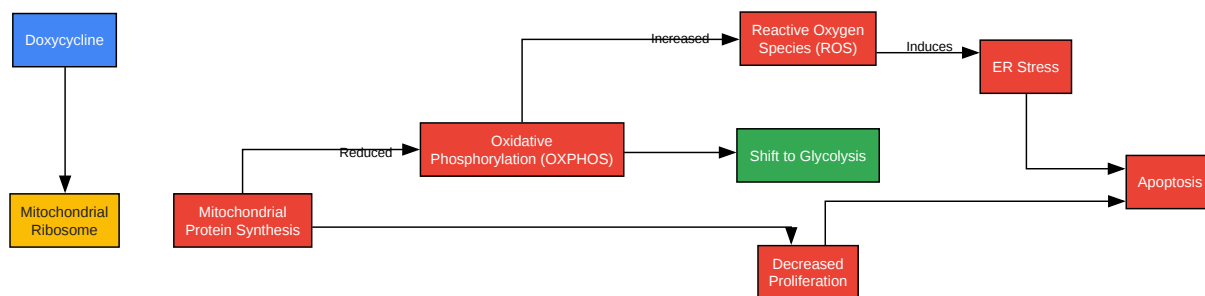 Doxycycline
Mitochondrial
Ribosome
Mitochondrial
Protein Synthesis
Reduced
Oxidative
Phosphorylation (OXPHOS)
Increased
Reactive Oxygen
Species (ROS)
Induces
ER Stress
Shift to Glycolysis
Decreased
Proliferation
Apoptosis